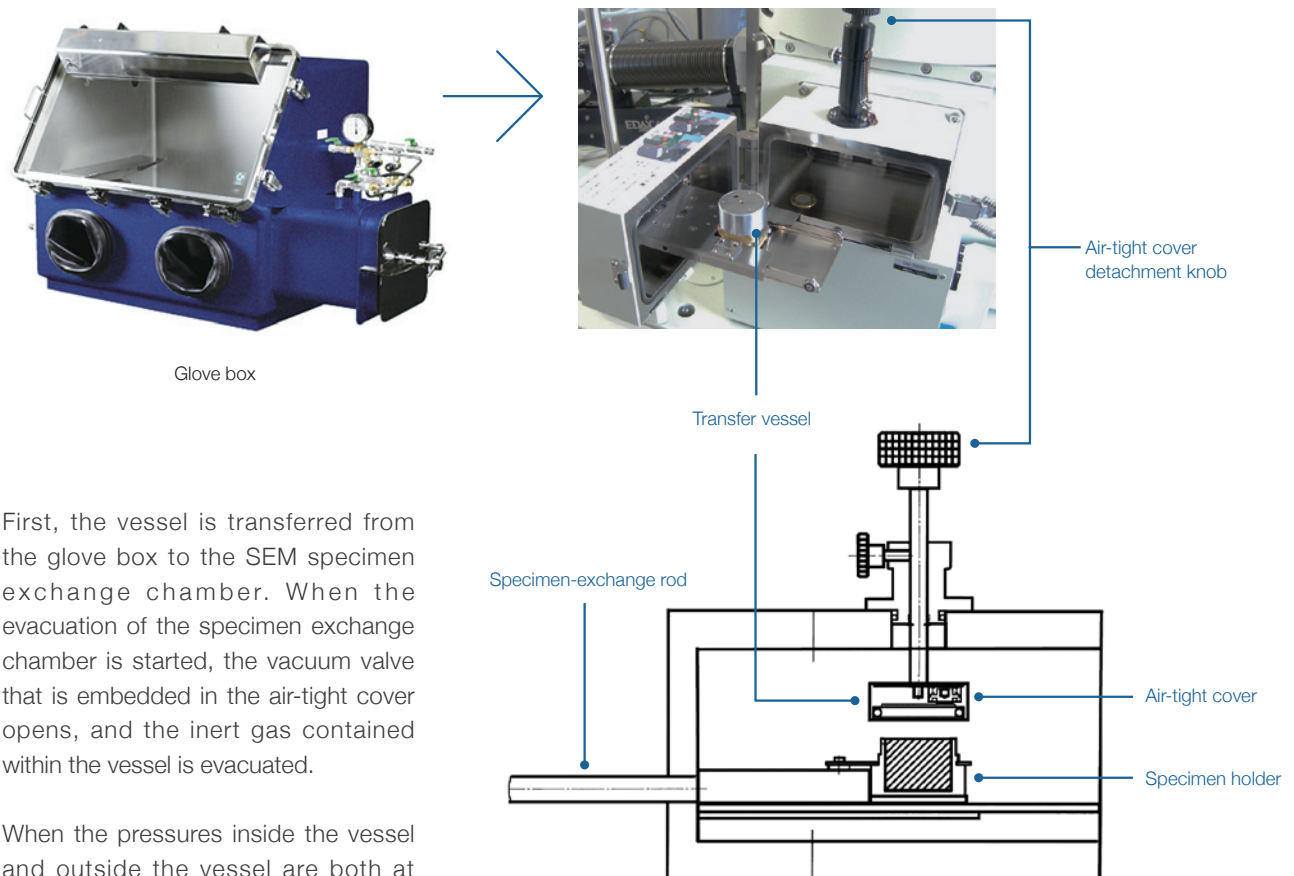 Glove box
Air-tight cover
detachment knob
Transfer vessel
First, the vessel is transferred from
the glove box to the SEM specimen
exchange chamber. When the
evacuation of the specimen exchange
chamber is started, the vacuum valve
that is embedded in the air-tight cover
opens, and the inert gas contained
within the vessel is evacuated.
When the pressures inside the vessel
and outside the vessel are both at
Specimen-exchange rod
Air-tight cover
Specimen holder